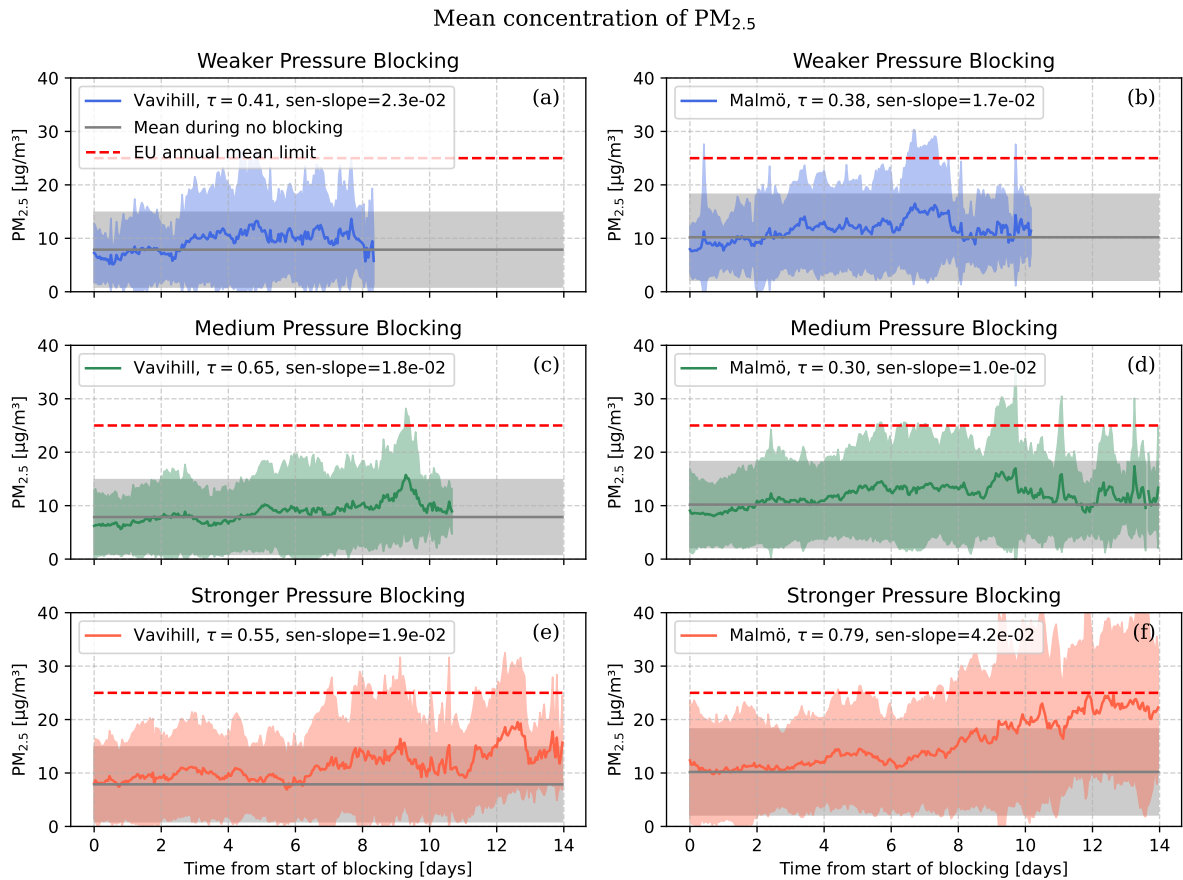 Mean concentration of PM₂.₅
Weaker Pressure Blocking
(a)
Vavihill, τ = 0.41, sen-slope=2.3e-02
Mean during no blocking
EU annual mean limit
PM₂.₅ [µg/m³]
40
30
20
10
0
Weaker Pressure Blocking
(b)
Malmö, τ = 0.38, sen-slope=1.7e-02
PM₂.₅ [µg/m³]
40
30
20
10
0
Medium Pressure Blocking
(c)
Vavihill, τ = 0.65, sen-slope=1.8e-02
PM₂.₅ [µg/m³]
40
30
20
10
0
Medium Pressure Blocking
(d)
Malmö, τ = 0.30, sen-slope=1.0e-02
PM₂.₅ [µg/m³]
40
30
20
10
0
Stronger Pressure Blocking
(e)
Vavihill, τ = 0.55, sen-slope=1.9e-02
PM₂.₅ [µg/m³]
40
30
20
10
0
0 2 4 6 8 10 12 14
Time from start of blocking [days]
Stronger Pressure Blocking
(f)
Malmö, τ = 0.79, sen-slope=4.2e-02
PM₂.₅ [µg/m³]
40
30
20
10
0
0 2 4 6 8 10 12 14
Time from start of blocking [days]